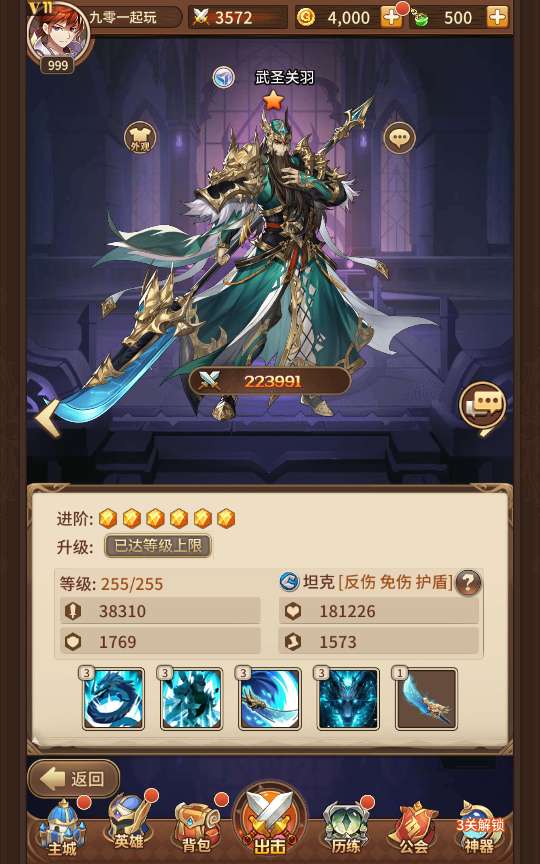 V11
九零一起玩
3572
4,000
500
999
武圣关羽
外观
223991
进阶:
升级: 已达等级上限
等级: 255/255
坦克 [反伤 免伤 护盾] ?
38310
181226
1769
1573
3 3 3 3 1
返回
主城 英雄 背包 出击 历练 公会 神器
3关解锁